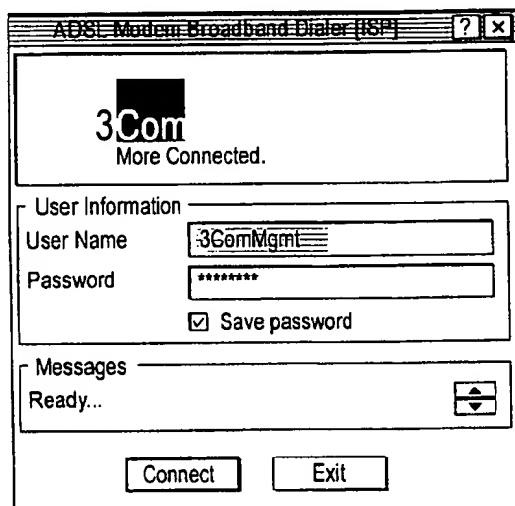 ADSL Modem Broadband Dialer [ISP] ? ×
3Com
More Connected.
User Information
User Name 3ComMgmt
Password ********
Save password
Messages
Ready...
Connect Exit